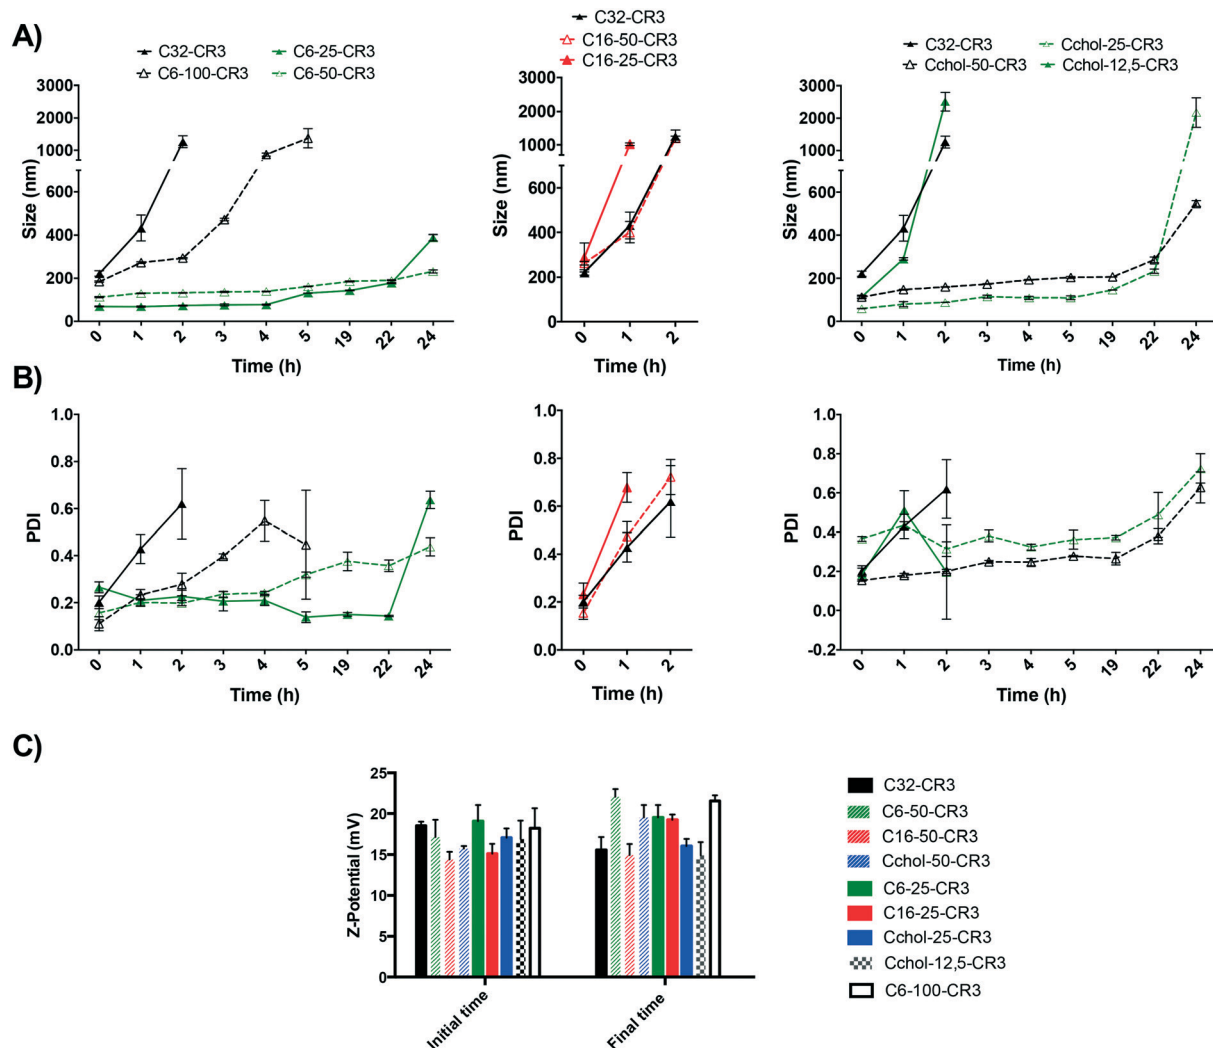 A)
C32-CR3 C6-25-CR3
C6-100-CR3 C6-50-CR3
C32-CR3
C16-50-CR3
C16-25-CR3
C32-CR3 Cchol-25-CR3
Cchol-50-CR3 Cchol-12,5-CR3
Size (nm)
3000
2000
1000
600
400
200
0
0 1 2 3 4 5 19 22 24
Time (h)
Size (nm)
3000
2000
1000
600
400
200
0
0 1 2
Time (h)
Size (nm)
3000
2000
1000
600
400
200
0
0 1 2 3 4 5 19 22 24
Time (h)
B)
PDI
1.0
0.8
0.6
0.4
0.2
0.0
0 1 2 3 4 5 19 22 24
Time (h)
PDI
1.0
0.8
0.6
0.4
0.2
0.0
0 1 2
Time (h)
PDI
1.0
0.8
0.6
0.4
0.2
0.0
-0.2
0 1 2 3 4 5 19 22 24
Time (h)
C)
Z-Potential (mV)
25
20
15
10
5
0
Initial time Final time
C32-CR3
C6-50-CR3
C16-50-CR3
Cchol-50-CR3
C6-25-CR3
C16-25-CR3
Cchol-25-CR3
Cchol-12,5-CR3
C6-100-CR3